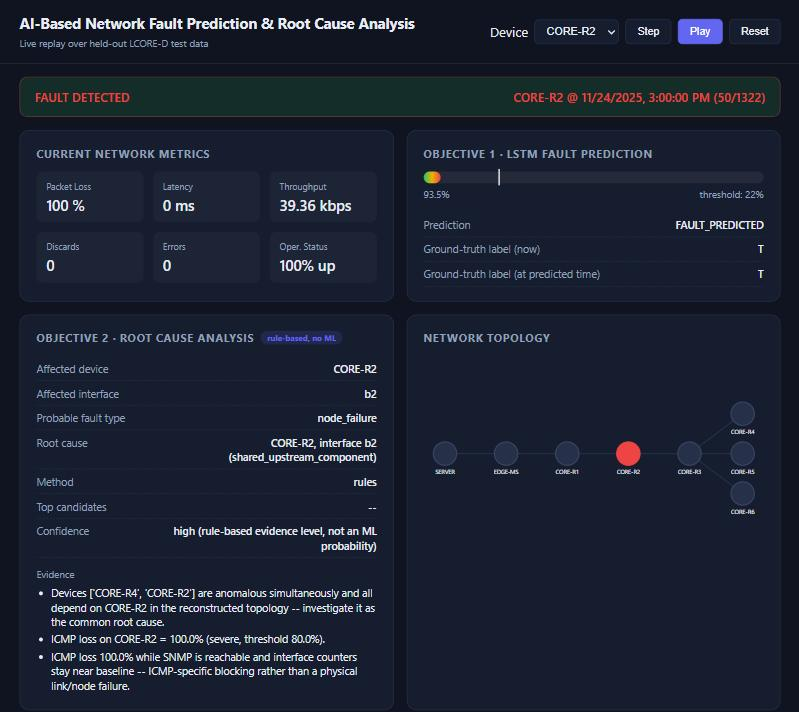 AI-Based Network Fault Prediction & Root Cause Analysis
Live replay over held-out LCORE-D test data
Device CORE-R2 Step Play Reset
FAULT DETECTED CORE-R2 @ 11/24/2025, 3:00:00 PM (50/1322)
CURRENT NETWORK METRICS
Packet Loss Latency Throughput
100 % 0 ms 39.36 kbps
Discards Errors Oper. Status
0 0 100% up
OBJECTIVE 1 · LSTM FAULT PREDICTION
93.5% threshold: 22%
Prediction FAULT_PREDICTED
Ground-truth label (now) T
Ground-truth label (at predicted time) T
OBJECTIVE 2 · ROOT CAUSE ANALYSIS rule-based, no ML
Affected device CORE-R2
Affected interface b2
Probable fault type node_failure
Root cause CORE-R2, interface b2
(shared_upstream_component)
Method rules
Top candidates --
Confidence high (rule-based evidence level, not an ML
probability)
Evidence
• Devices ['CORE-R4', 'CORE-R2'] are anomalous simultaneously and all
depend on CORE-R2 in the reconstructed topology -- investigate it as
the common root cause.
• ICMP loss on CORE-R2 = 100.0% (severe, threshold 80.0%).
• ICMP loss 100.0% while SNMP is reachable and interface counters
stay near baseline -- ICMP-specific blocking rather than a physical
link/node failure.
NETWORK TOPOLOGY
CORE-R4
SERVER EDGE-MS CORE-R1 CORE-R2 CORE-R3 CORE-R5
CORE-R6